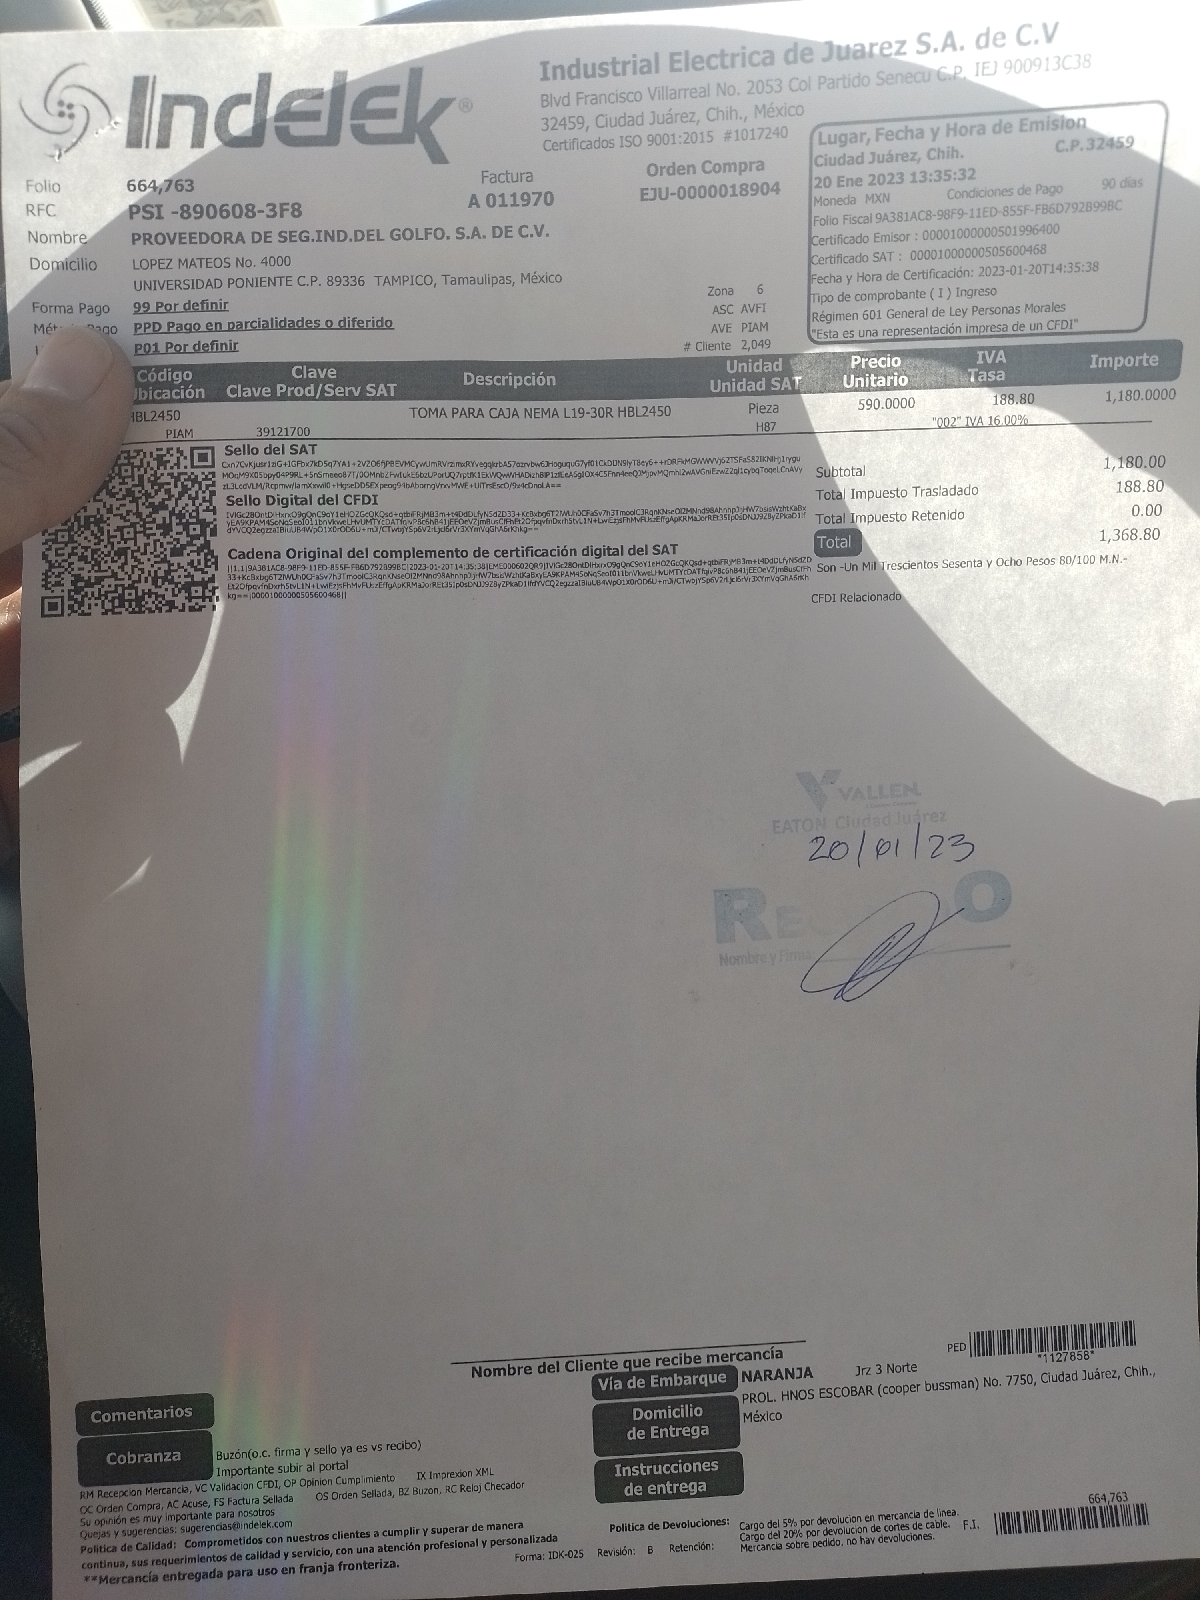 Indelek®
Industrial Electrica de Juarez S.A. de C.V
Blvd Francisco Villarreal No. 2053 Col Partido Senecu C.P. IEJ 900913C38
32459, Ciudad Juárez, Chih., México
Certificados ISO 9001:2015 #1017240
Lugar, Fecha y Hora de Emision
Ciudad Juárez, Chih. C.P.32459
20 Ene 2023 13:35:32
Moneda MXN Condiciones de Pago 90 días
Folio Fiscal 9A381AC8-98F9-11ED-855F-FB6D792B99BC
Certificado Emisor : 00001000000501996400
Certificado SAT : 00001000000505600468
Fecha y Hora de Certificación: 2023-01-20T14:35:38
Tipo de comprobante ( I ) Ingreso
Régimen 601 General de Ley Personas Morales
"Esta es una representación impresa de un CFDI"
Folio 664,763
Factura
A 011970
Orden Compra
EJU-0000018904
RFC PSI -890608-3F8
Nombre PROVEEDORA DE SEG.IND.DEL GOLFO. S.A. DE C.V.
Domicilio LOPEZ MATEOS No. 4000
UNIVERSIDAD PONIENTE C.P. 89336 TAMPICO, Tamaulipas, México
Forma Pago 99 Por definir
Pago PPD Pago en parcialidades o diferido
P01 Por definir
Zona 6
ASC AVFI
AVE PIAM
# Cliente 2,049
Código Clave Descripción Unidad Precio IVA Importe
Clave Prod/Serv SAT Unidad SAT Unitario Tasa
HBL2450 TOMA PARA CAJA NEMA L19-30R HBL2450 Pieza 590.0000 188.80 1,180.0000
PIAM 39121700 H87 "002" IVA 16.00%
Sello del SAT
Sello Digital del CFDI
Cadena Original del complemento de certificación digital del SAT
Subtotal 1,180.00
Total Impuesto Trasladado 188.80
Total Impuesto Retenido 0.00
Total 1,368.80
Son -Un Mil Trescientos Sesenta y Ocho Pesos 80/100 M.N.-
CFDI Relacionado
VALLEN
EATON Ciudad Juárez
20/01/23
Nombre y Firma
Nombre del Cliente que recibe mercancía
PED *1127858*
Vía de Embarque NARANJA Jrz 3 Norte
Domicilio de Entrega PROL. HNOS ESCOBAR (cooper bussman) No. 7750, Ciudad Juárez, Chih.,
México
Instrucciones
de entrega
Comentarios
Cobranza Buzón(o.c. firma y sello ya es vs recibo)
Importante subir al portal
RM Recepcion Mercancia, VC Validacion CFDI, OP Opinion Cumplimiento IX Imprexion XML
OC Orden Compra, AC Acuse, FS Factura Sellada OS Orden Sellada, BZ Buzon, RC Reloj Checador
Su opinión es muy importante para nosotros
Quejas y sugerencias: sugerencias@indelek.com
Politica de Calidad: Comprometidos con nuestros clientes a cumplir y superar de manera
continua, sus requerimientos de calidad y servicio, con una atención profesional y personalizada
**Mercancía entregada para uso en franja fronteriza.
Forma: IDK-025 Revisión: B Retención:
Politica de Devoluciones: Cargo del 5% por devolucion en mercancia de linea.
Cargo del 20% por devolucion de cortes de cable.
Mercancia sobre pedido, no hay devoluciones.
F.I. 664,763